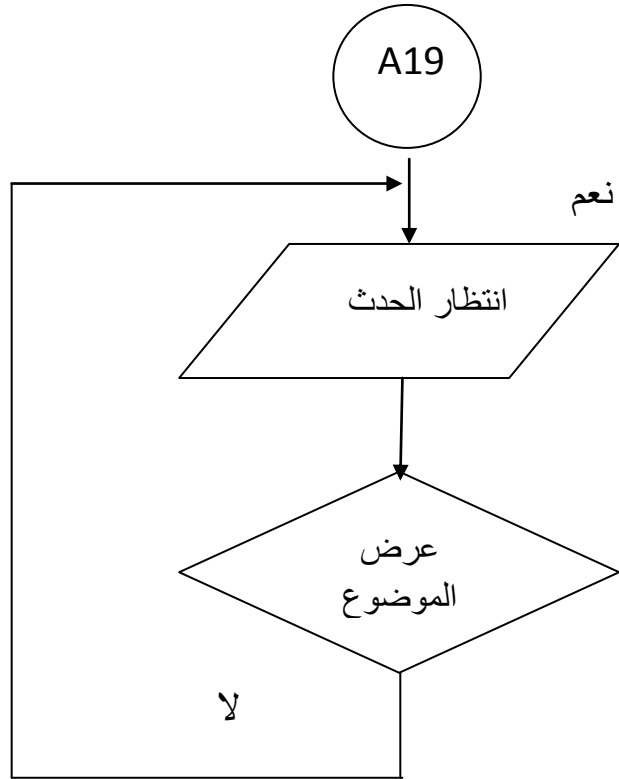 A19
نعم
انتظار الحدث
عرض
الموضوع
لا